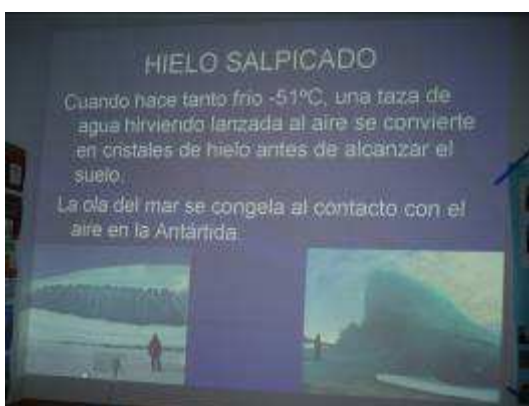 HIELO SALPICADO
Cuando hace tanto frio -51ºC, una taza de
agua hirviendo lanzada al aire se convierte
en cristales de hielo antes de alcanzar el
suelo.
La ola del mar se congela al contacto con el
aire en la Antártida.